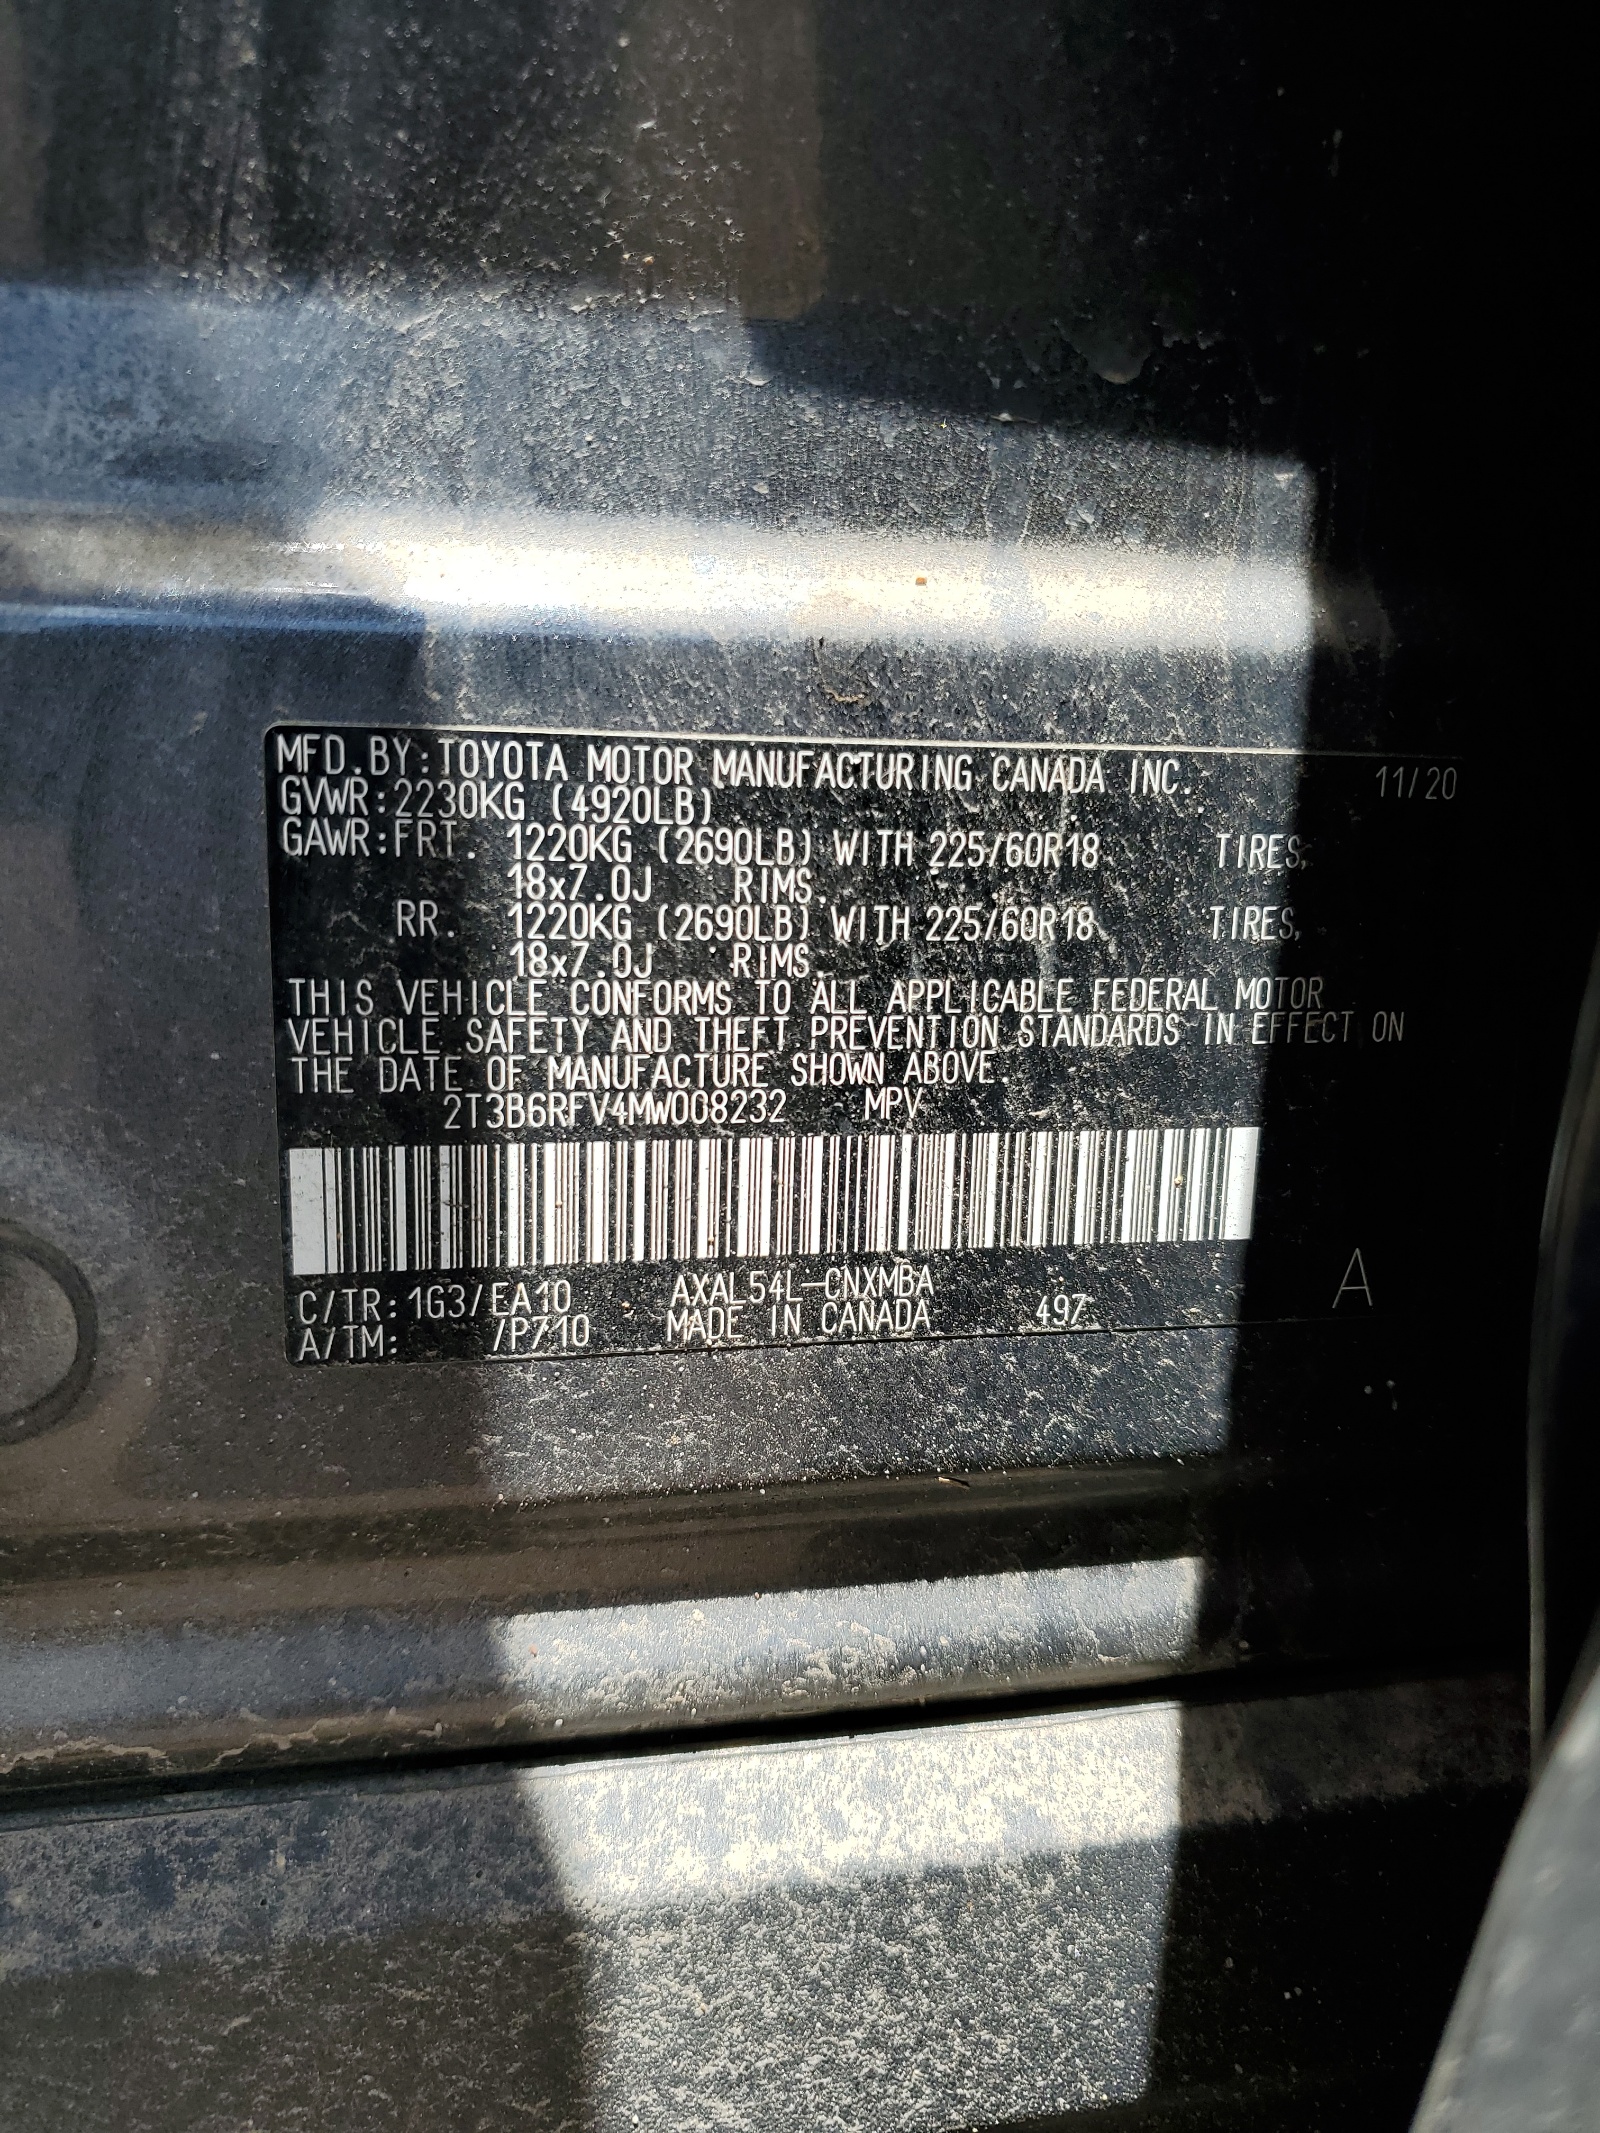 MFD.BY:TOYOTA MOTOR MANUFACTURING CANADA INC. 11/20
GVWR:2230KG (4920LB)
GAWR:FRT. 1220KG (2690LB) WITH 225/60R18 TIRES,
18x7.0J RIMS.
RR. 1220KG (2690LB) WITH 225/60R18 TIRES,
18x7.0J RIMS.
THIS VEHICLE CONFORMS TO ALL APPLICABLE FEDERAL MOTOR
VEHICLE SAFETY AND THEFT PREVENTION STANDARDS IN EFFECT ON
THE DATE OF MANUFACTURE SHOWN ABOVE.
2T3B6RFV4MW008232 MPV
C/TR:1G3/EA10 AXAL54L-CNXMBA A
A/TM: /P710 MADE IN CANADA 497